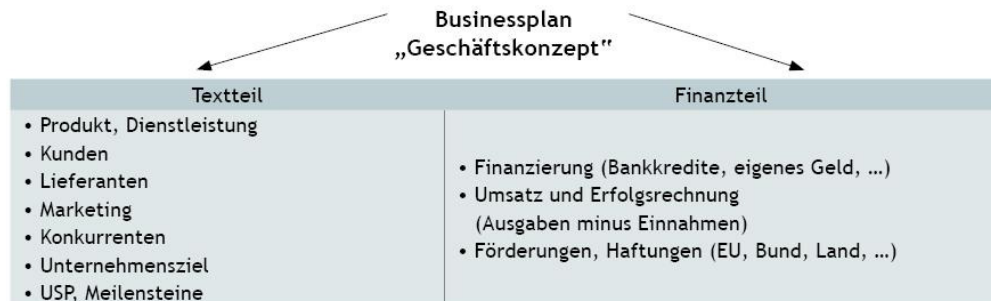 Businessplan
„Geschäftskonzept“
Textteil
Finanzteil
• Produkt, Dienstleistung
• Kunden
• Lieferanten
• Marketing
• Konkurrenten
• Unternehmensziel
• USP, Meilensteine
• Finanzierung (Bankkredite, eigenes Geld, …)
• Umsatz und Erfolgsrechnung
(Ausgaben minus Einnahmen)
• Förderungen, Haftungen (EU, Bund, Land, …)